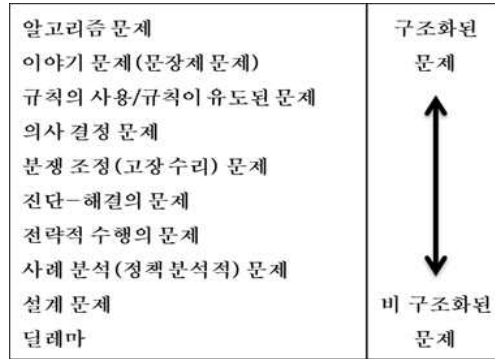 알고리즘 문제
이야기 문제(문장제 문제)
규칙의 사용/규칙이 유도된 문제
의사 결정 문제
분쟁 조정(고장 수리) 문제
진단-해결의 문제
전략적 수행의 문제
사례 분석(정책 분석적) 문제
설계 문제
딜레마
구조화된
문제
비 구조화된
문제